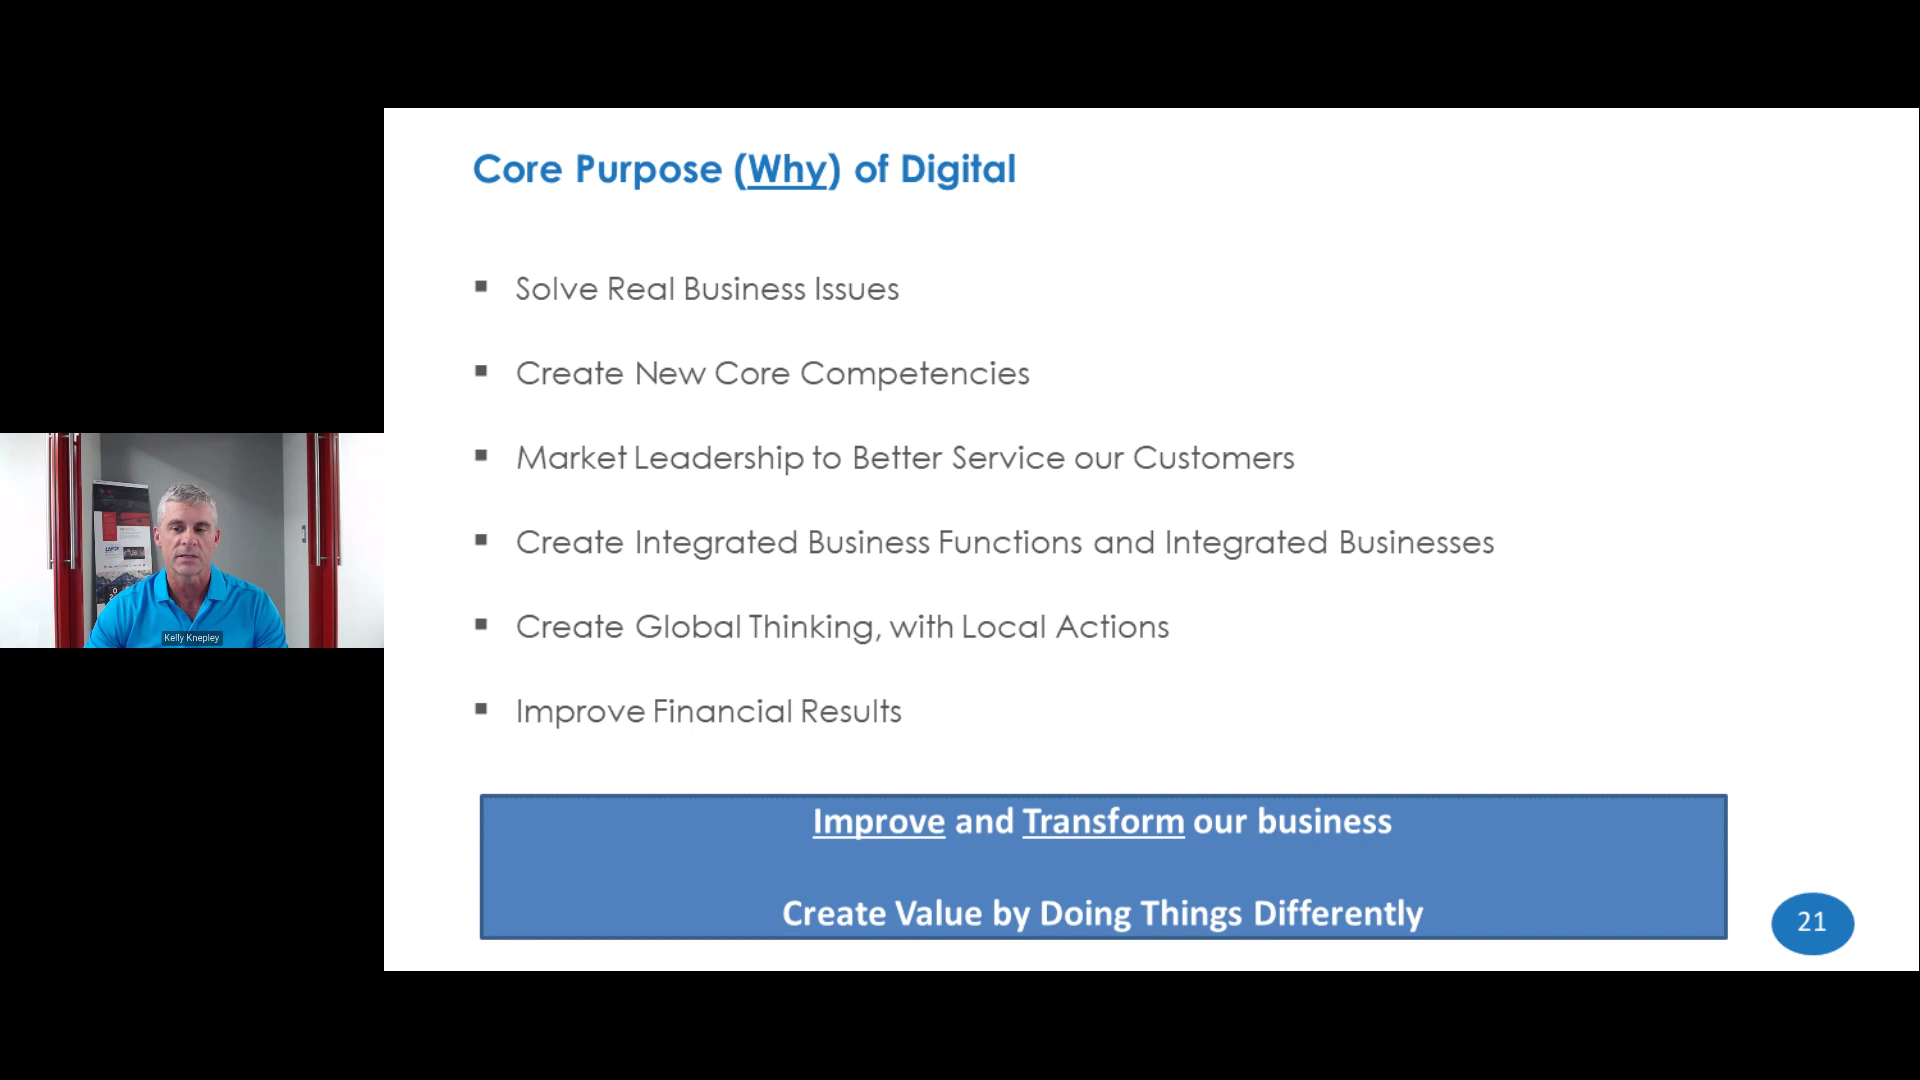 Core Purpose (Why) of Digital
▪ Solve Real Business Issues
▪ Create New Core Competencies
▪ Market Leadership to Better Service our Customers
▪ Create Integrated Business Functions and Integrated Businesses
▪ Create Global Thinking, with Local Actions
▪ Improve Financial Results
Improve and Transform our business
Create Value by Doing Things Differently
21
Kelly Knepley